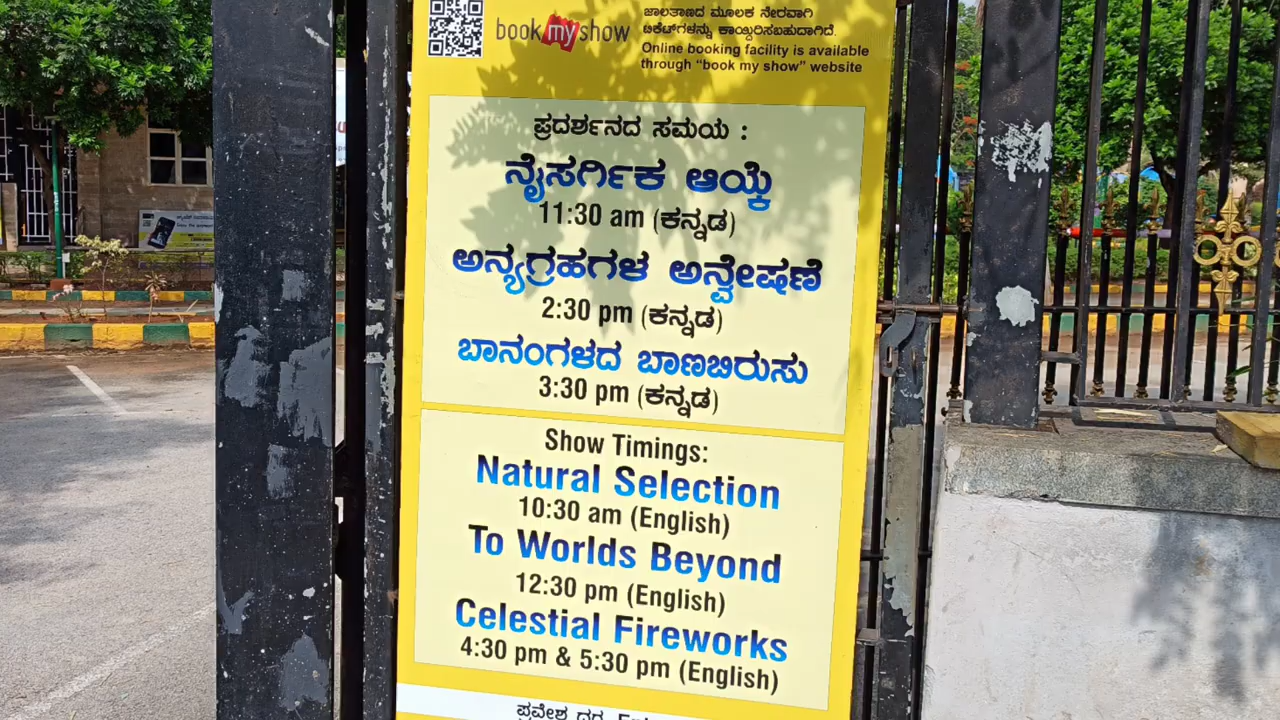 book my show
ಜಾಲತಾಣದ ಮೂಲಕ ನೇರವಾಗಿ
ಟಿಕೆಟ್‌ಗಳನ್ನು ಕಾಯ್ದಿರಿಸಬಹುದಾಗಿದೆ.
Online booking facility is available
through "book my show" website
ಪ್ರದರ್ಶನದ ಸಮಯ :
ನೈಸರ್ಗಿಕ ಆಯ್ಕೆ
11:30 am (ಕನ್ನಡ)
ಅನ್ಯಗ್ರಹಗಳ ಅನ್ವೇಷಣೆ
2:30 pm (ಕನ್ನಡ)
ಬಾನಂಗಳದ ಬಾಣಬಿರುಸು
3:30 pm (ಕನ್ನಡ)
Show Timings:
Natural Selection
10:30 am (English)
To Worlds Beyond
12:30 pm (English)
Celestial Fireworks
4:30 pm & 5:30 pm (English)
ಪ್ರವೇಶ ದರ